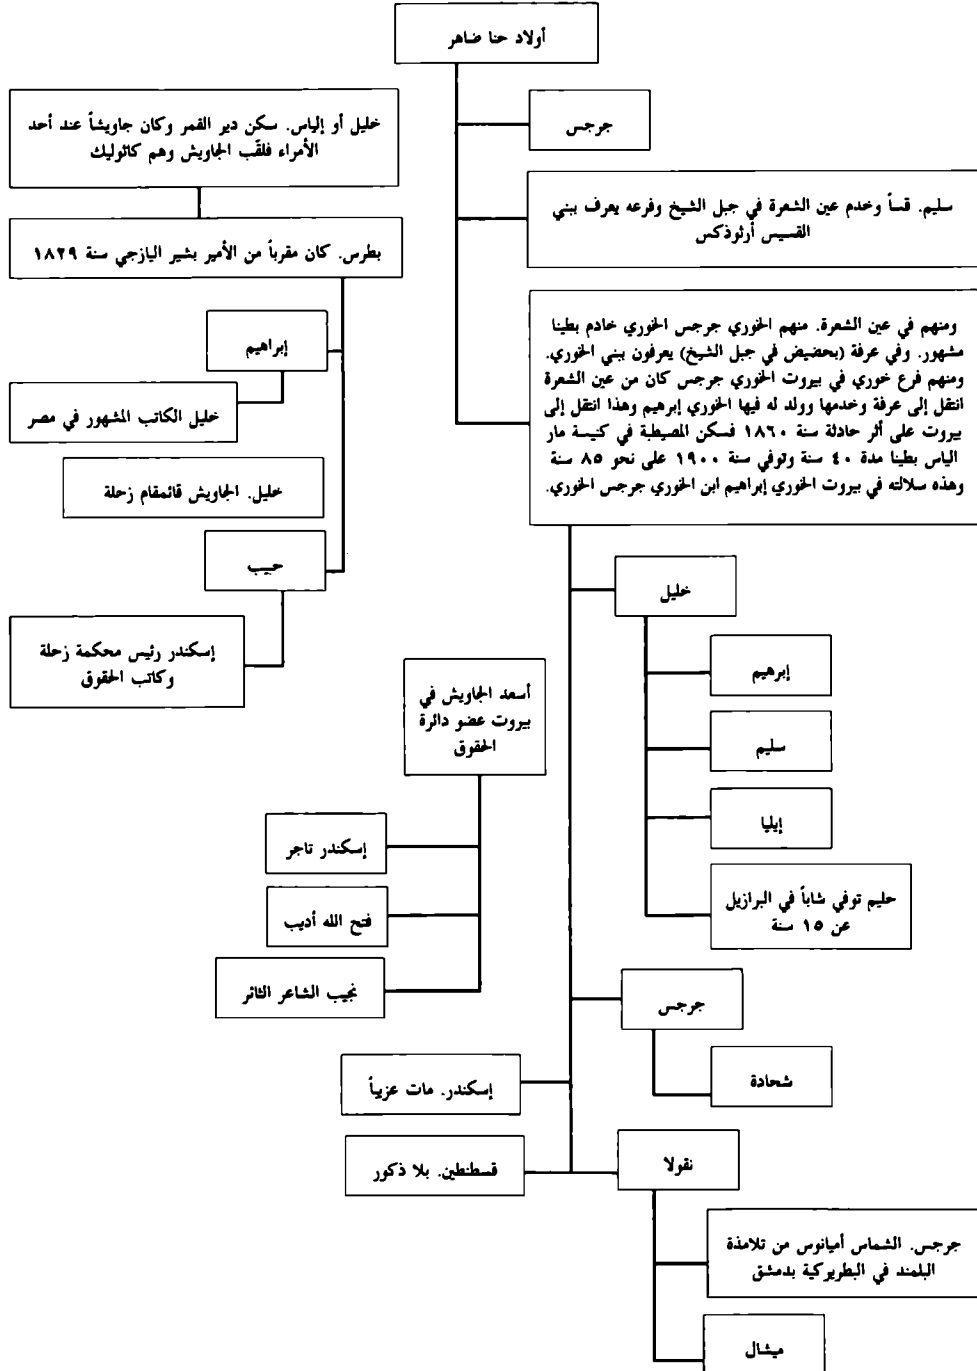 أولاد حنا ضاهر
جرجس
سليم. قساً وخدم عين الشعرة في جبل الشيخ وفرعه يعرف ببني
القسيس أرثوذكس
ومنهم في عين الشعرة. منهم الخوري جرجس الخوري خادم بطينا
مشهور. وفي عرفة (بحضيض في جبل الشيخ) يعرفون ببني الخوري.
ومنهم فرع خوري في بيروت الخوري جرجس كان من عين الشعرة
انتقل إلى عرفة وخدمها وولد له فيها الخوري إبرهيم وهذا انتقل إلى
بيروت على أثر حادثة سنة ١٨٦٠ فسكن المصيطبة في كنيسة مار
الياس بطينا مدة ٤٠ سنة وتوفي سنة ١٩٠٠ على نحو ٨٥ سنة
وهذه سلالته في بيروت الخوري إبراهيم ابن الخوري جرجس الخوري.
خليل
إبرهيم
سليم
إيليا
حليم توفي شاباً في البرازيل
عن ١٥ سنة
جرجس
شحادة
إسكندر. مات عزيباً
نقولا
قسطنطين. بلا ذكور
جرجس. الشماس أميانوس من تلامذة
البلمند في البطريركية بدمشق
ميشال
خليل أو إلياس. سكن دير القمر وكان جاويشاً عند أحد
الأمراء فلقّب الجاويش وهم كاثوليك
بطرس. كان مقرباً من الأمير بشير اليازجي سنة ١٨٢٩
إبراهيم
خليل الكاتب المشهور في مصر
خليل. الجاويش قائمقام زحلة
حبيب
إسكندر رئيس محكمة زحلة
وكاتب الحقوق
أسعد الجاويش في
بيروت عضو دائرة
الحقوق
إسكندر تاجر
فتح الله أديب
نجيب الشاعر الثائر